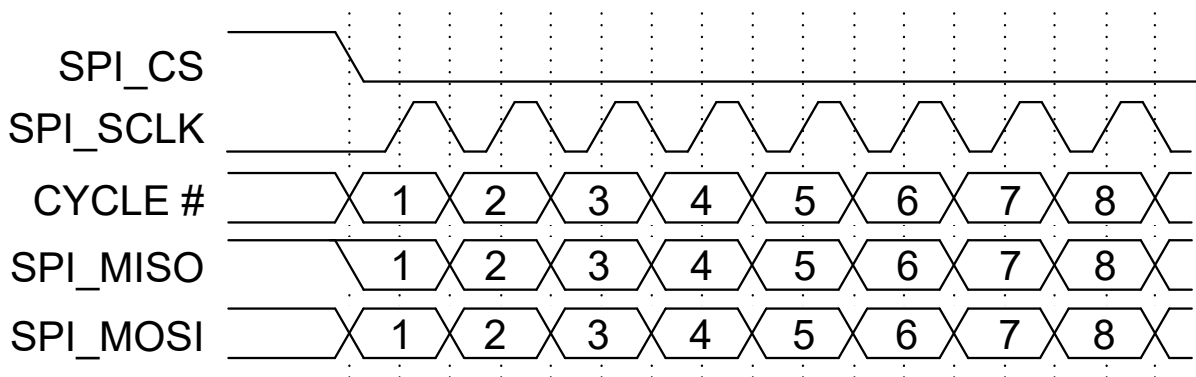 SPI_CS
SPI_SCLK
CYCLE # 1 2 3 4 5 6 7 8
SPI_MISO 1 2 3 4 5 6 7 8
SPI_MOSI 1 2 3 4 5 6 7 8